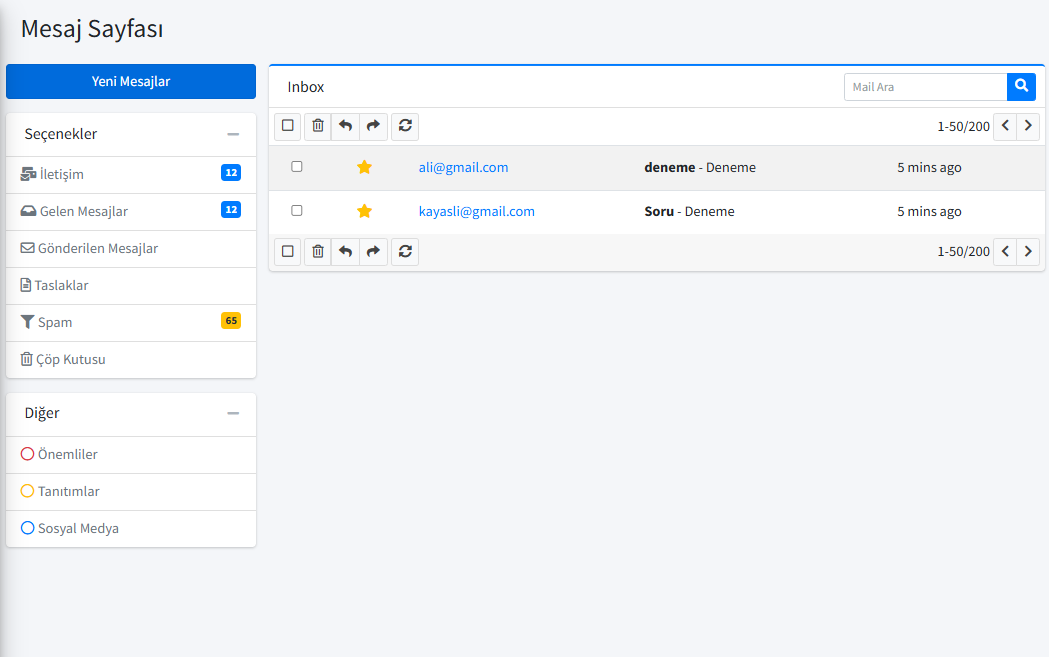 Mesaj Sayfası
Yeni Mesajlar
Seçenekler
İletişim 12
Gelen Mesajlar 12
Gönderilen Mesajlar
Taslaklar
Spam 65
Çöp Kutusu
Diğer
Önemliler
Tanıtımlar
Sosyal Medya
Inbox Mail Ara
1-50/200
ali@gmail.com deneme - Deneme 5 mins ago
kayasli@gmail.com Soru - Deneme 5 mins ago
1-50/200